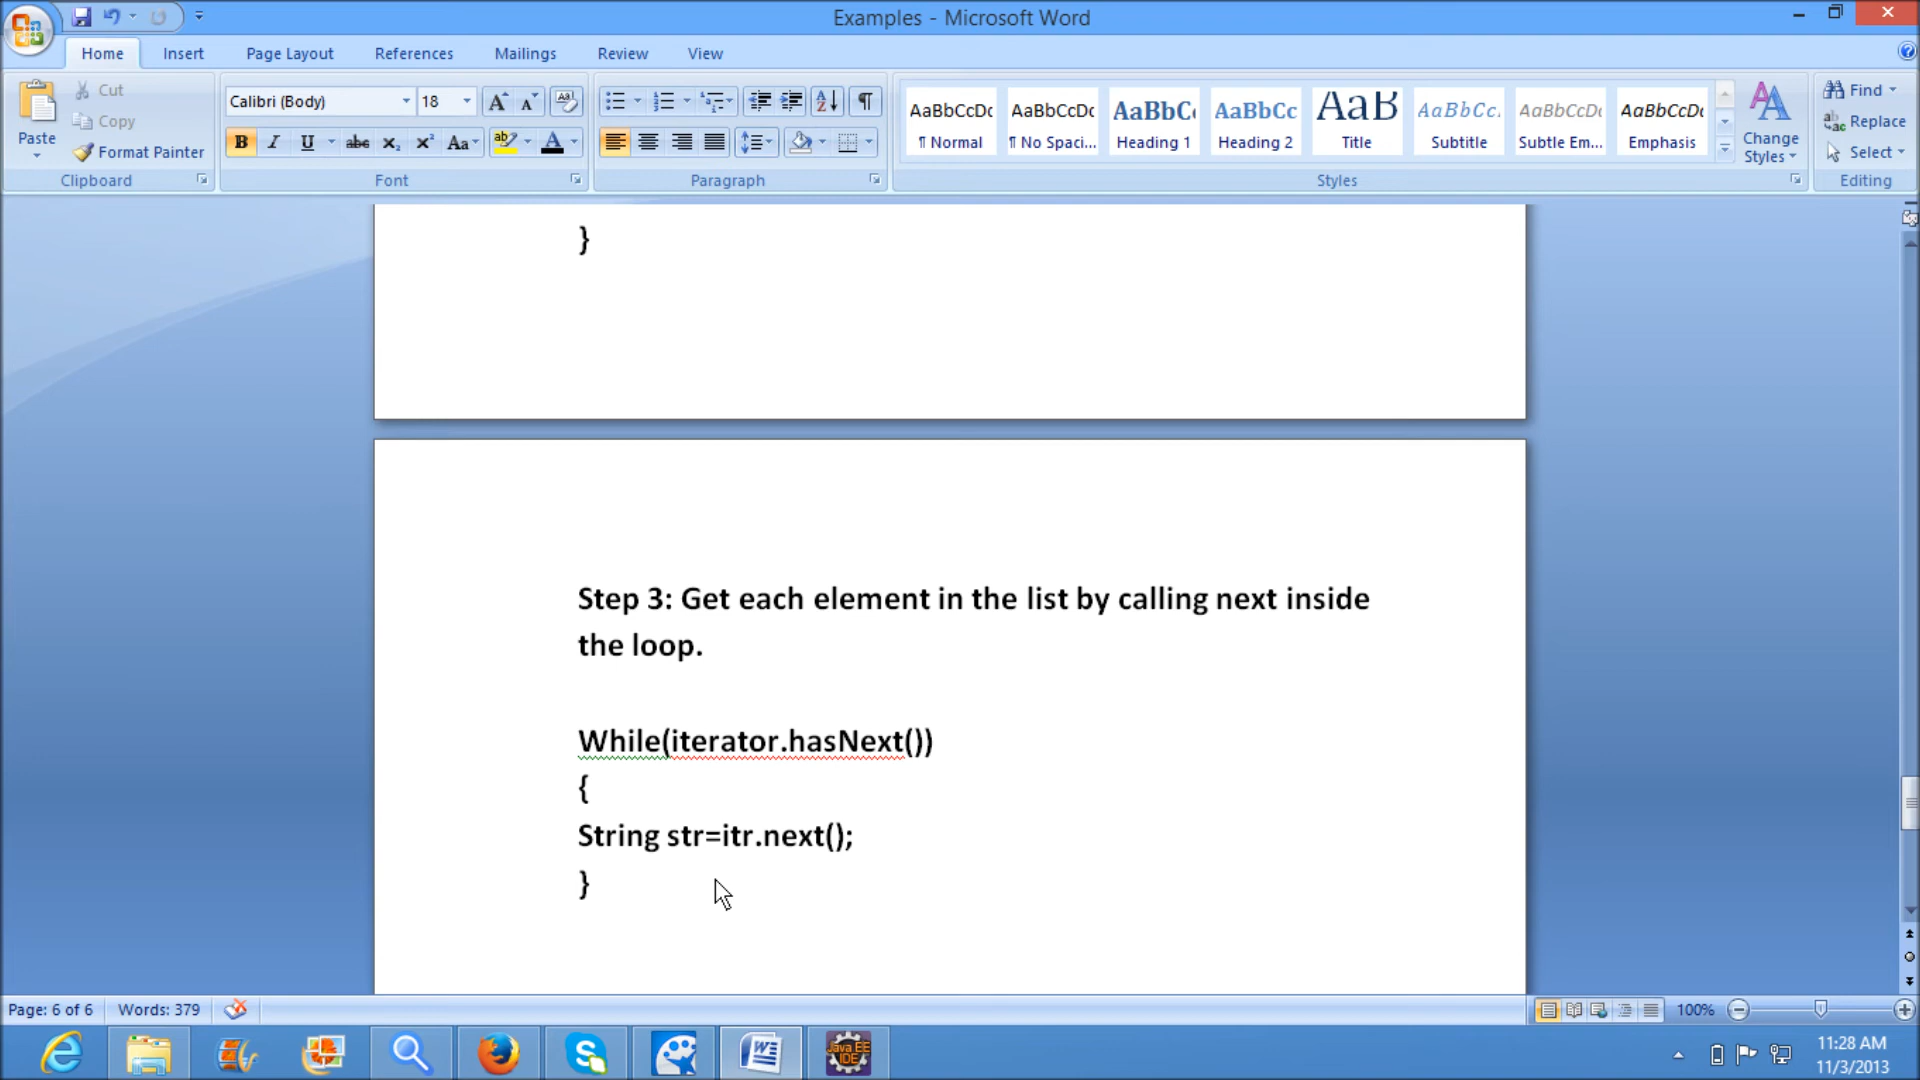 Examples - Microsoft Word
Home Insert Page Layout References Mailings Review View
Paste
Cut
Copy
Format Painter
Clipboard
Calibri (Body) 18
Font
Paragraph
AaBbCcDc AaBbCcDc AaBbC AaBbCc AaB AaBbCc. AaBbCcDc AaBbCcDc
¶ Normal ¶ No Spaci... Heading 1 Heading 2 Title Subtitle Subtle Em... Emphasis
Change Styles
Styles
Find
Replace
Select
Editing
}
Step 3: Get each element in the list by calling next inside
the loop.
While(iterator.hasNext())
{
String str=itr.next();
}
Page: 6 of 6 Words: 379
100%
Java EE
IDE
11:28 AM
11/3/2013